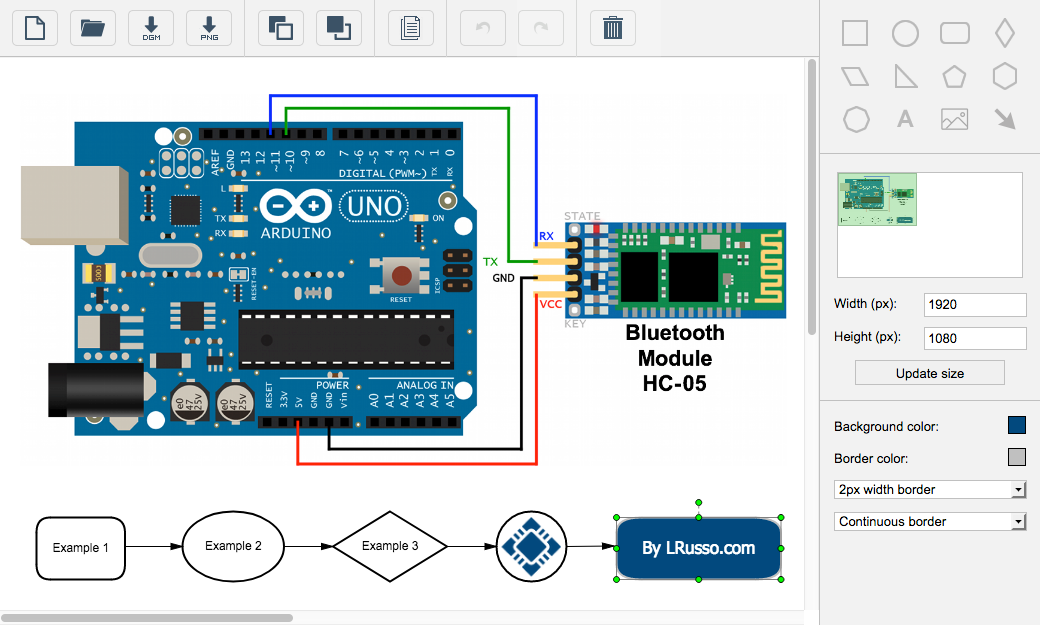 DGM
PNG
AREF
GND
13
12
~11
~10
~9
8
7
~6
~5
4
~3
2
1
0
TX
RX
DIGITAL (PWM~)
L
TX
RX
™
UNO
ARDUINO
ON
RESET-EN
ICSP
RESET
5003
POWER
ANALOG IN
RESET
3.3V
5V
GND
GND
Vin
A0
A1
A2
A3
A4
A5
e0
47
25V
e0
47
25V
STATE
RX
TX
GND
VCC
KEY
Bluetooth
Module
HC-05
Example 1
Example 2
Example 3
By LRusso.com
A
Width (px): 1920
Height (px): 1080
Update size
Background color:
Border color:
2px width border
Continuous border